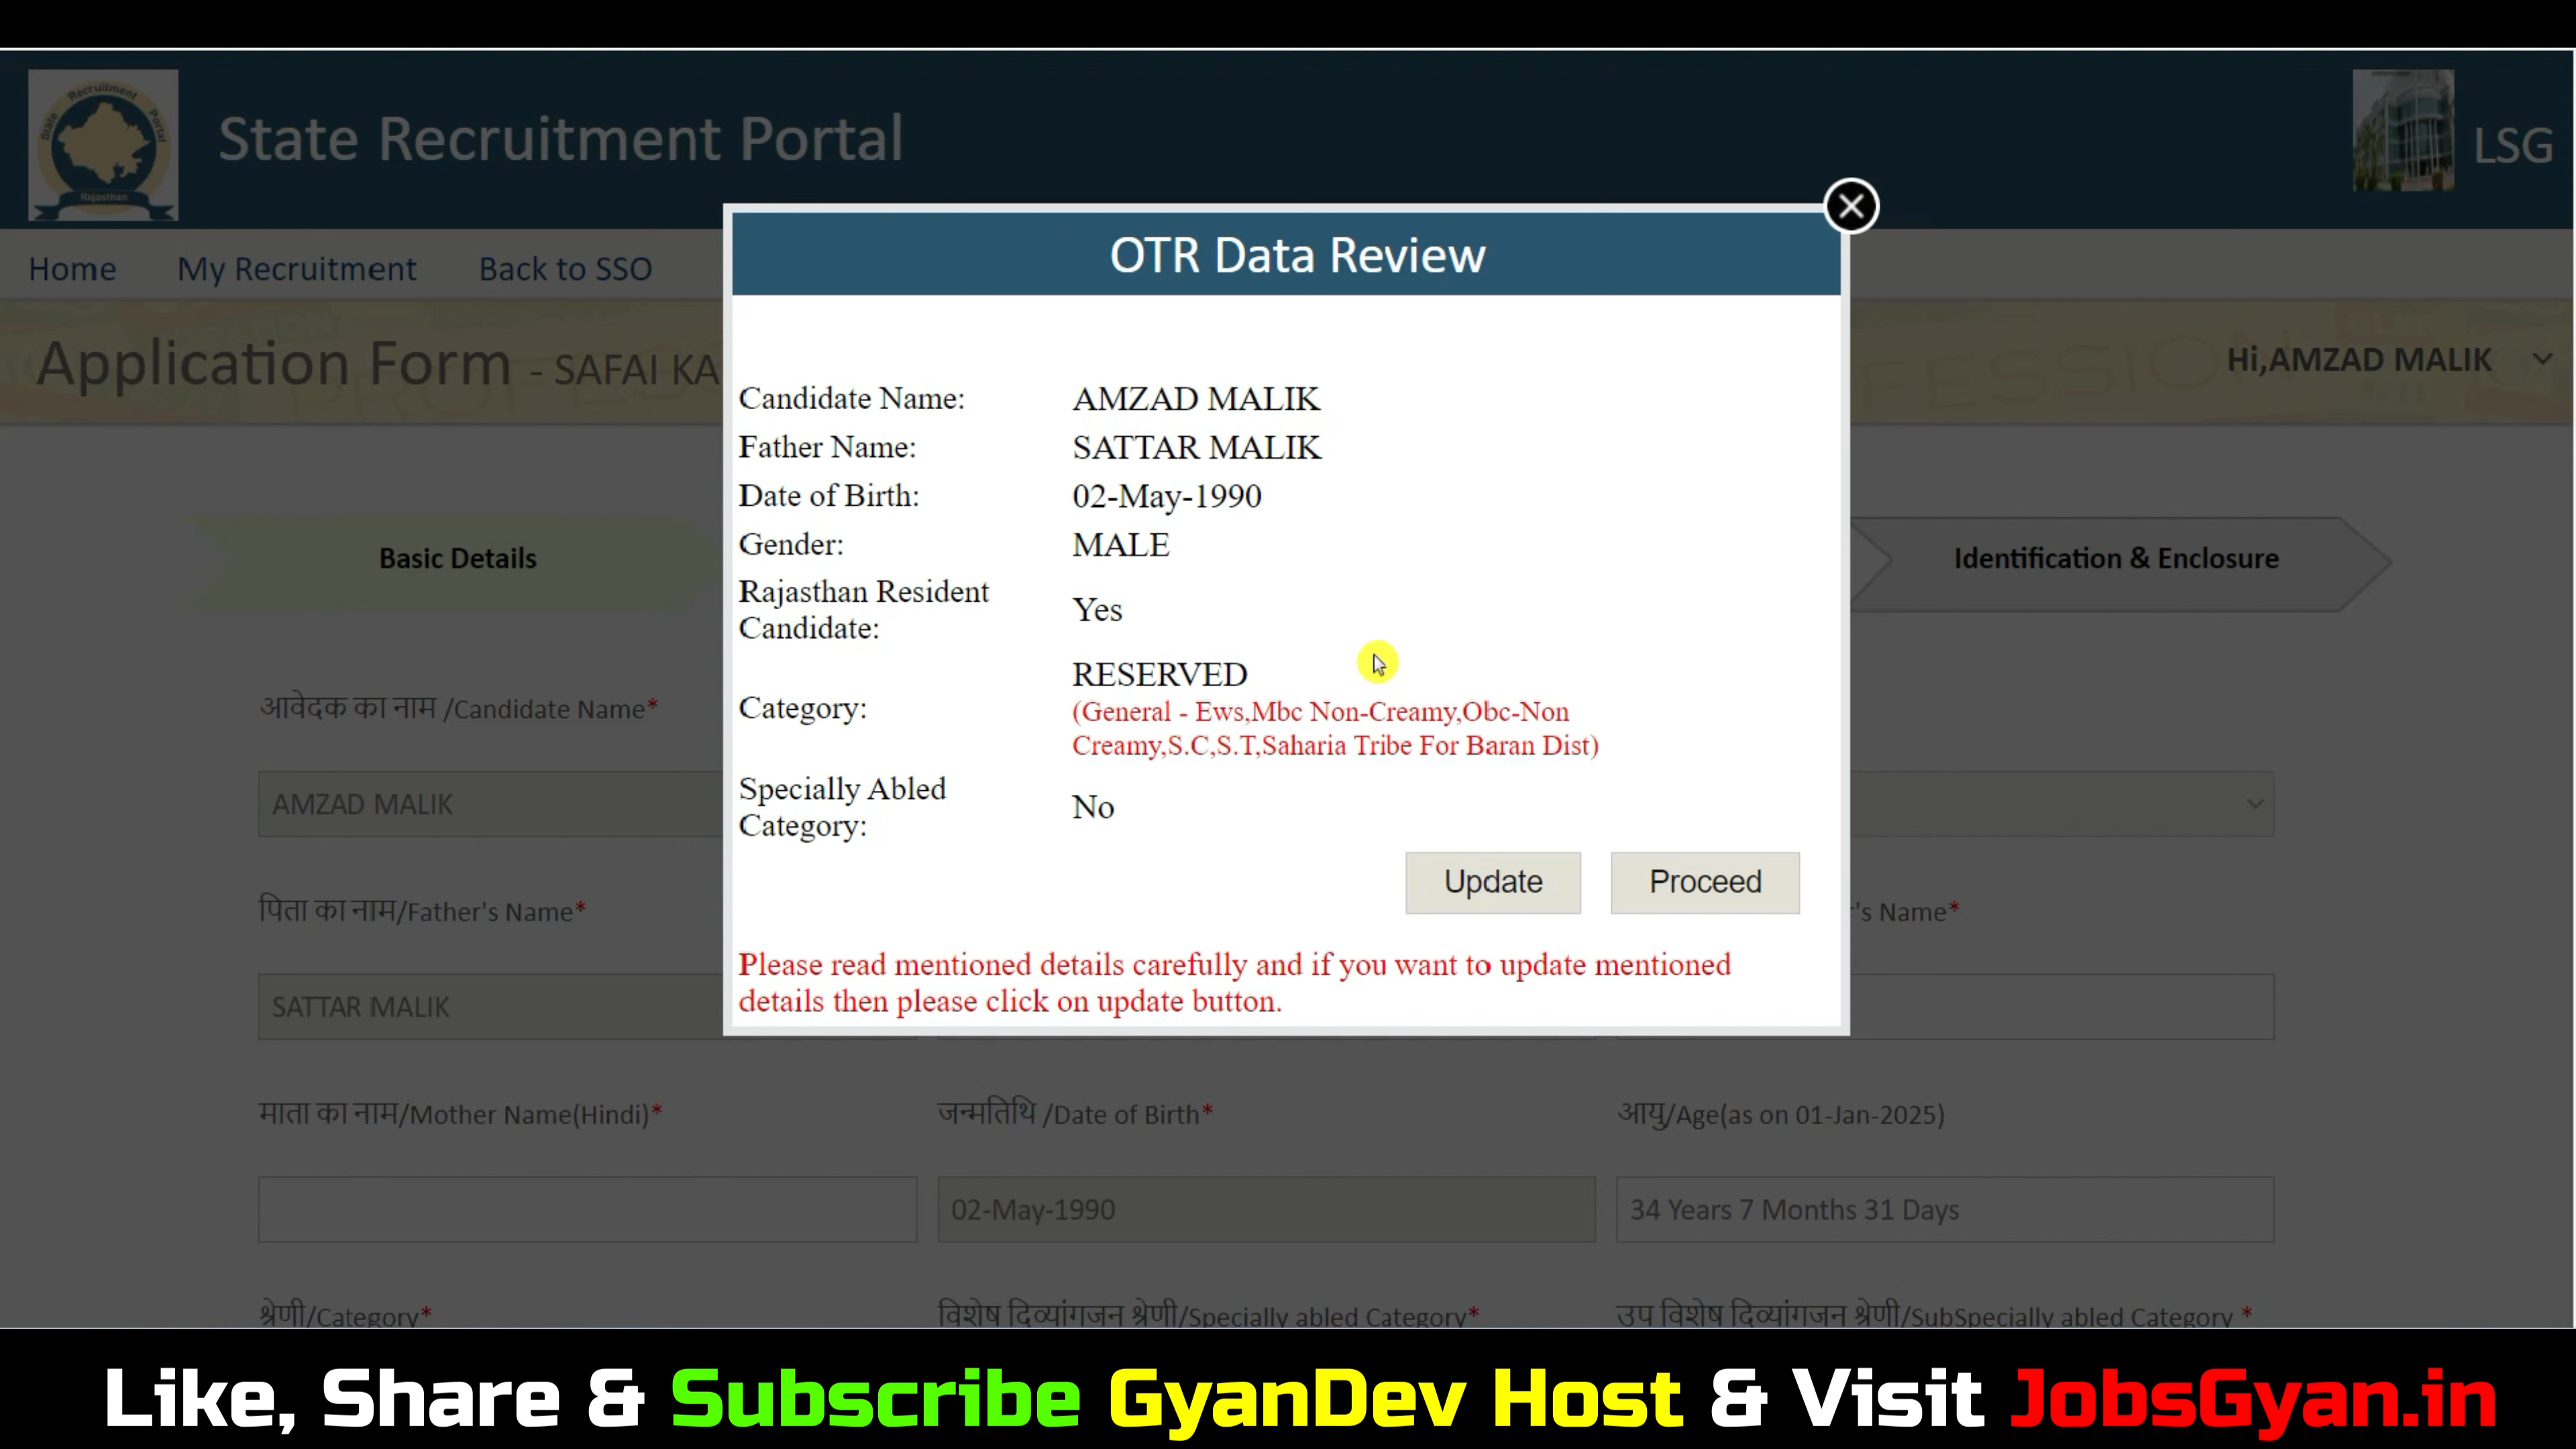 State Recruitment Portal
Rajasthan
State Recruitment Portal
LSG
Home My Recruitment Back to SSO
Application Form - SAFAI KA
Hi,AMZAD MALIK
OTR Data Review
Candidate Name: AMZAD MALIK
Father Name: SATTAR MALIK
Date of Birth: 02-May-1990
Gender: MALE
Rajasthan Resident
Candidate:
Yes
Category:
RESERVED
(General - Ews,Mbc Non-Creamy,Obc-Non
Creamy,S.C,S.T,Saharia Tribe For Baran Dist)
Specially Abled
Category:
No
Update Proceed
Please read mentioned details carefully and if you want to update mentioned
details then please click on update button.
Basic Details
Identification & Enclosure
आवेदक का नाम /Candidate Name*
AMZAD MALIK
पिता का नाम/Father's Name*
's Name*
SATTAR MALIK
माता का नाम/Mother Name(Hindi)* जन्मतिथि /Date of Birth* आयु/Age(as on 01-Jan-2025)
02-May-1990 34 Years 7 Months 31 Days
श्रेणी/Category* विशेष दिव्यांगजन श्रेणी/Specially abled Category* उप विशेष दिव्यांगजन श्रेणी/SubSpecially abled Category *
Like, Share & Subscribe GyanDev Host & Visit JobsGyan.in